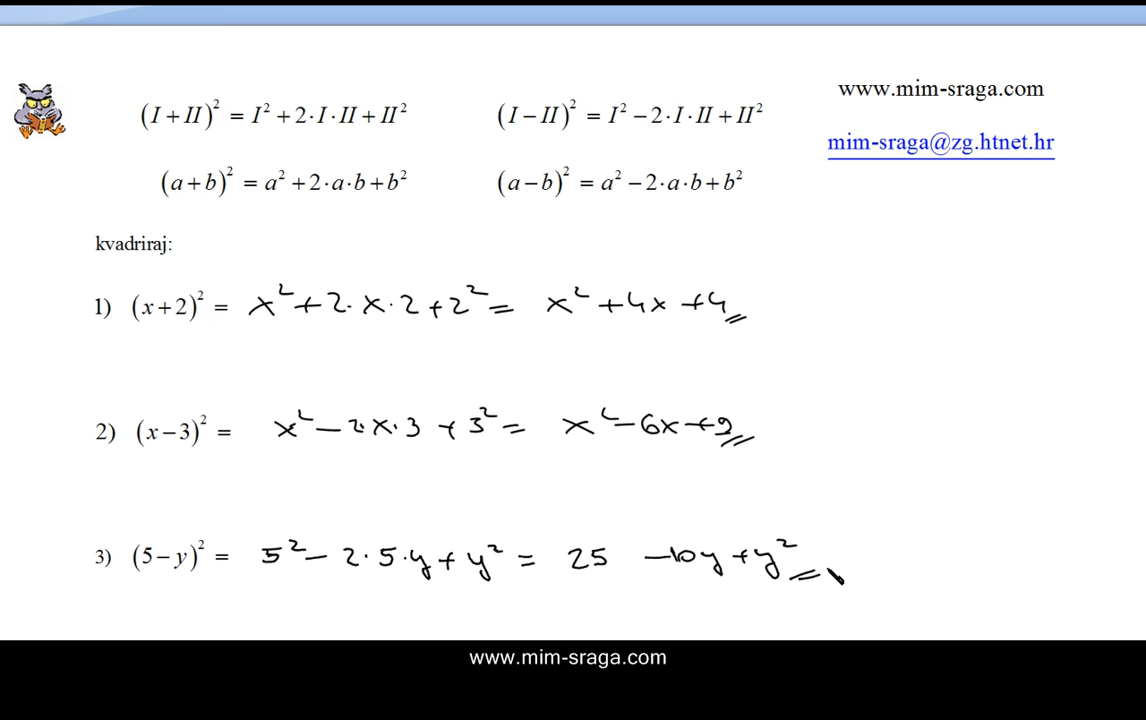 (I+II)² = I² + 2·I·II + II² (I−II)² = I² − 2·I·II + II² www.mim-sraga.com
mim-sraga@zg.htnet.hr
(a+b)² = a² + 2·a·b + b² (a−b)² = a² − 2·a·b + b²
kvadriraj:
1) (x+2)² = x² + 2·x·2 + 2² = x² + 4x + 4
2) (x−3)² = x² − 2·x·3 + 3² = x² − 6x + 9
3) (5−y)² = 5² − 2·5·y + y² = 25 − 10y + y²
www.mim-sraga.com